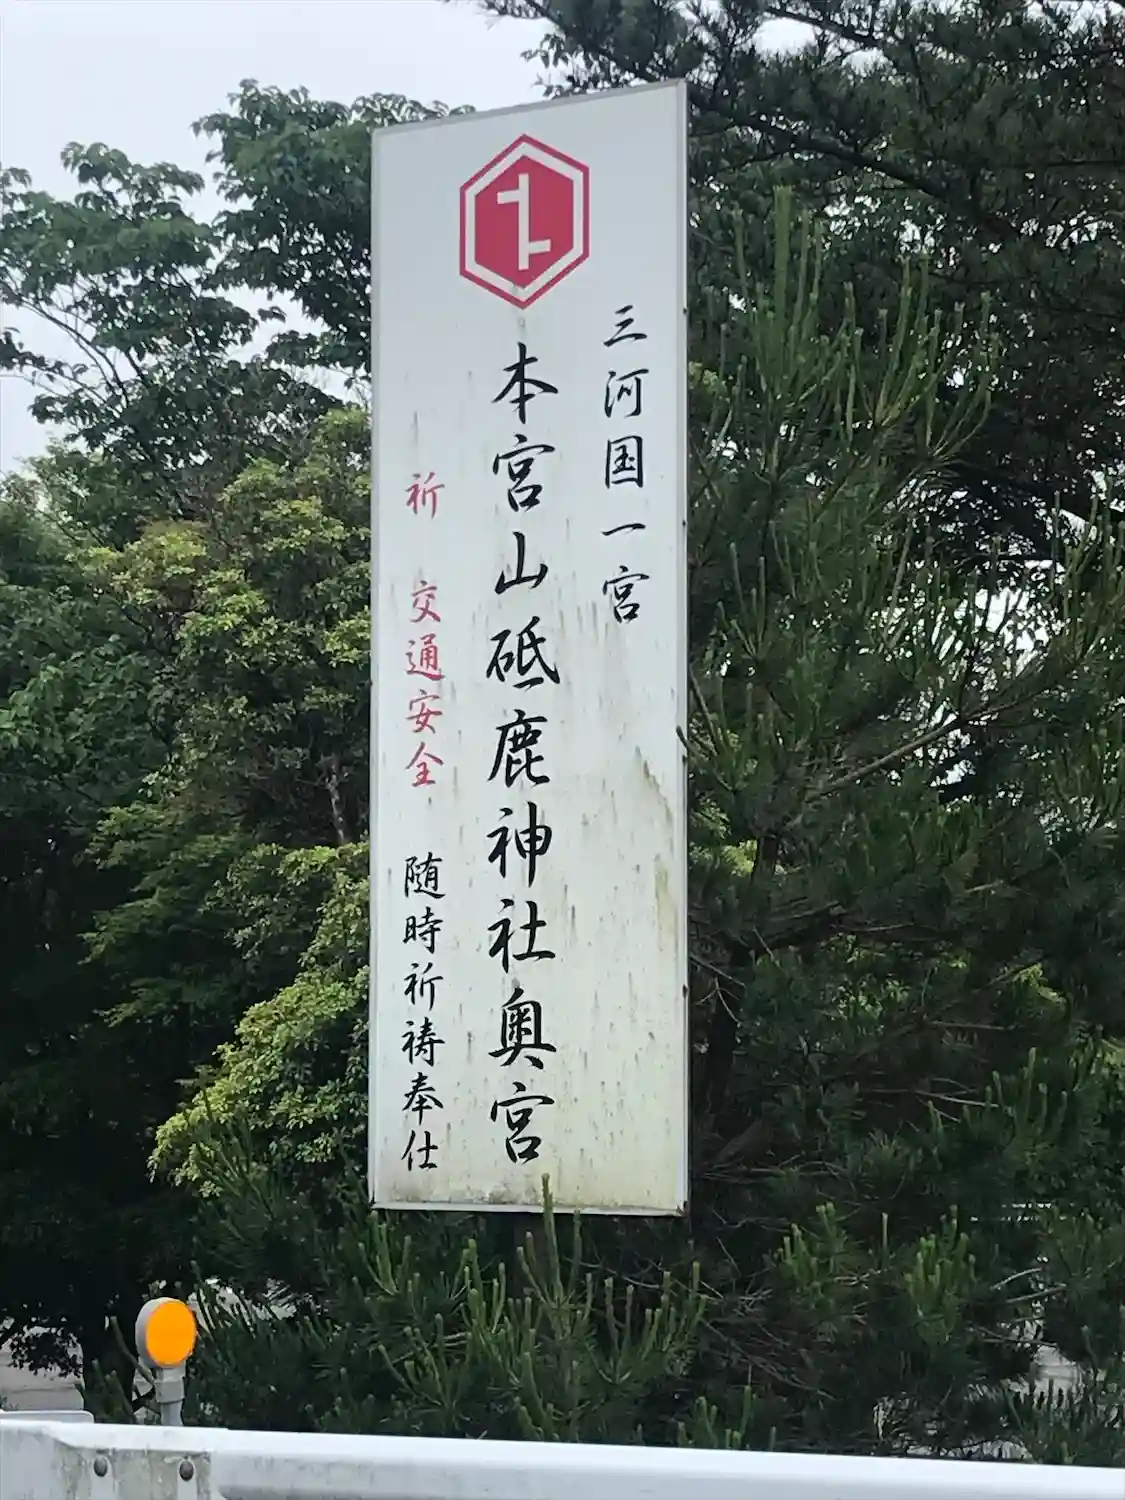 三河国一宮
本宮山砥鹿神社奥宮
祈 交通安全 随時祈祷奉仕